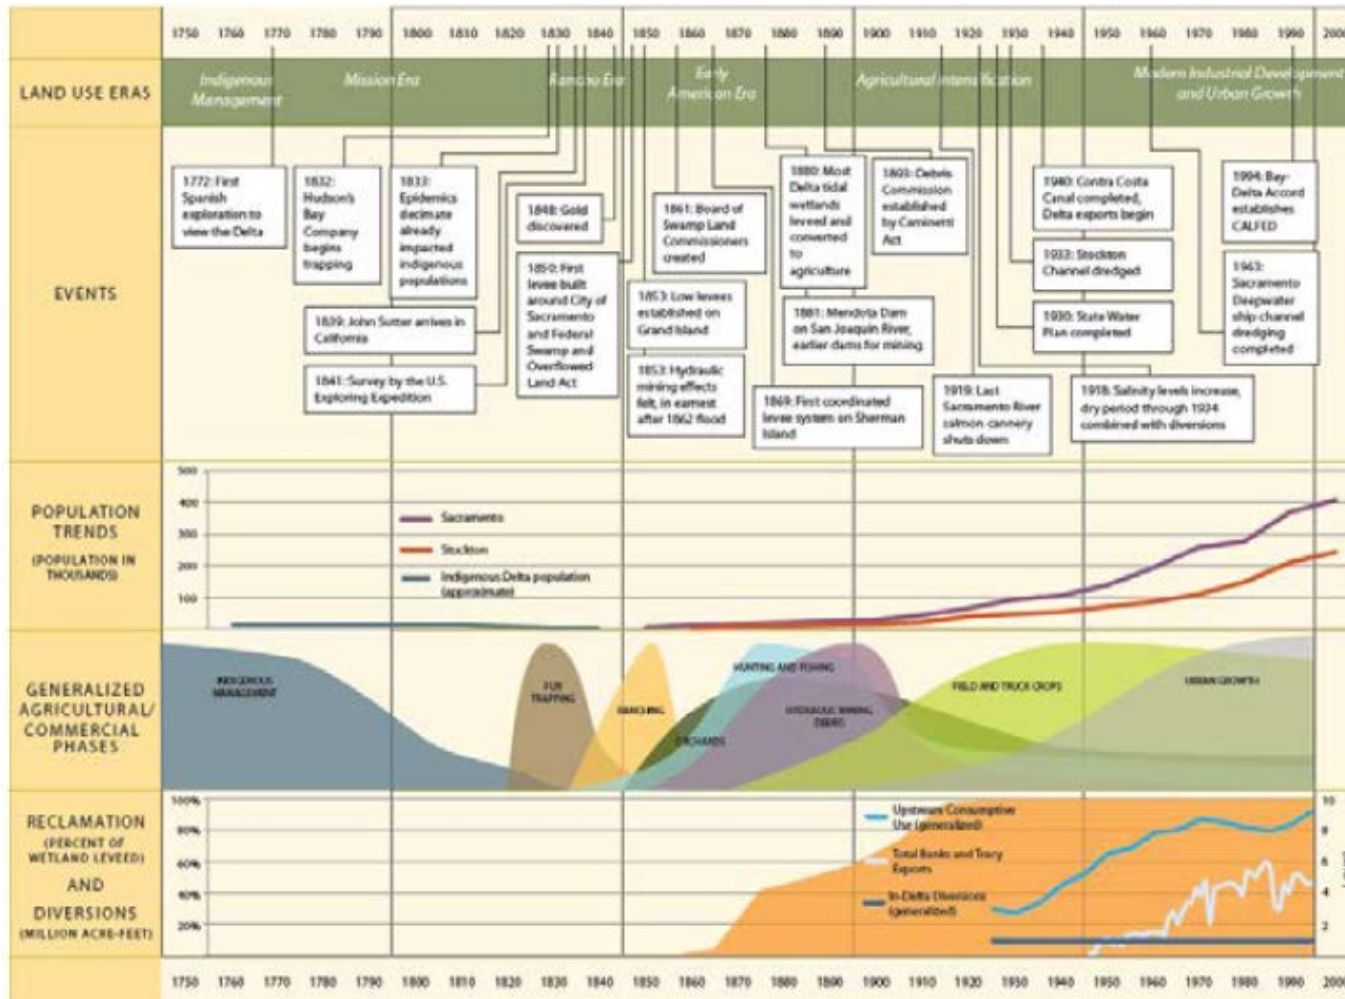 1750 1760 1770 1780 1790 1800 1810 1820 1830 1840 1850 1860 1870 1880 1890 1900 1910 1920 1930 1940 1950 1960 1970 1980 1990 2000
LAND USE ERAS
Indigenous
Management
Mission Era
Rancho Era
Early
American Era
Agricultural Intensification
Modern Industrial Development
and Urban Growth
EVENTS
1772: First
Spanish
exploration to
view the Delta
1832:
Hudson's
Bay
Company
begins
trapping
1833:
Epidemics
decimate
already
impacted
indigenous
populations
1839: John Sutter arrives in
California
1841: Survey by the U.S.
Exploring Expedition
1848: Gold
discovered
1850: First
levee built
around City of
Sacramento
and Federal
Swamp and
Overflowed
Land Act
1861: Board of
Swamp Land
Commissioners
created
1853: Low levees
established on
Grand Island
1853: Hydraulic
mining effects
felt, in earnest
after 1862 flood
1880: Most
Delta tidal
wetlands
leveed and
converted
to
agriculture
1881: Mendota Dam
on San Joaquin River,
earlier dams for mining
1869: First coordinated
levee system on Sherman
Island
1893: Debris
Commission
established
by Caminetti
Act
1919: Last
Sacramento River
salmon cannery
shuts down
1940: Contra Costa
Canal completed,
Delta exports begin
1933: Stockton
Channel dredged
1930: State Water
Plan completed
1918: Salinity levels increase,
dry period through 1934
combined with diversions
1994: Bay-
Delta Accord
establishes
CALFED
1963:
Sacramento
Deepwater
ship channel
dredging
completed
POPULATION
TRENDS
(POPULATION IN
THOUSANDS)
500
400
300
200
100
Sacramento
Stockton
Indigenous Delta population
(approximate)
GENERALIZED
AGRICULTURAL/
COMMERCIAL
PHASES
INDIGENOUS
MANAGEMENT
FUR
TRAPPING
RANCHING
ORCHARDS
HUNTING AND FISHING
HYDRAULIC MINING
DEBRIS
FIELD AND TRUCK CROPS
URBAN GROWTH
RECLAMATION
(PERCENT OF
WETLAND LEVEED)
AND
DIVERSIONS
(MILLION ACRE-FEET)
100%
80%
60%
40%
20%
Upstream Consumptive
Use (generalized)
Total Banks and Tracy
Exports
In-Delta Diversions
(generalized)
10
8
6
4
2
1750 1760 1770 1780 1790 1800 1810 1820 1830 1840 1850 1860 1870 1880 1890 1900 1910 1920 1930 1940 1950 1960 1970 1980 1990 2000